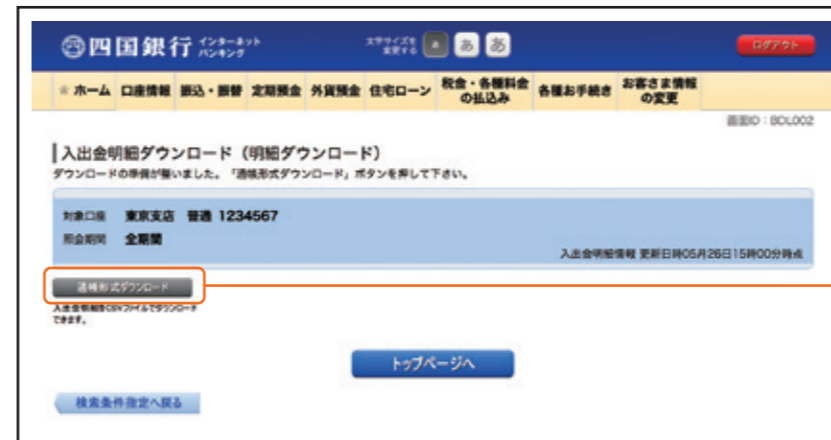 四国銀行 インターネットバンキング 文字サイズを変更する あ あ あ ログアウト
ホーム 口座情報 振込・振替 定期預金 外貨預金 住宅ローン 税金・各種料金の払込み 各種お手続き お客さま情報の変更
画面ID:BDL002
入出金明細ダウンロード(明細ダウンロード)
ダウンロードの準備が整いました。「通帳形式ダウンロード」ボタンを押して下さい。
対象口座 東京支店 普通 1234567
照会期間 全期間
入出金明細情報 更新日時05月26日15時00分時点
通帳形式ダウンロード
入出金明細をCSVファイルでダウンロード
できます。
トップページへ
検索条件指定へ戻る